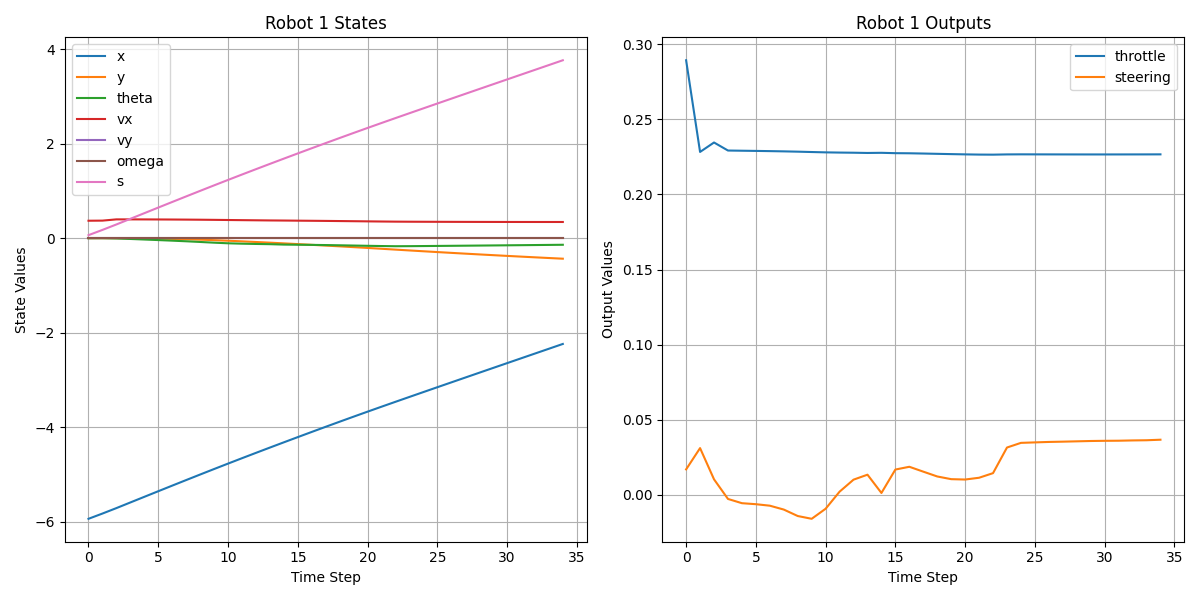 Robot 1 States
x
y
theta
vx
vy
omega
s
4
2
0
−2
−4
−6
State Values
0 5 10 15 20 25 30 35
Time Step
Robot 1 Outputs
throttle
steering
0.30
0.25
0.20
0.15
0.10
0.05
0.00
Output Values
0 5 10 15 20 25 30 35
Time Step